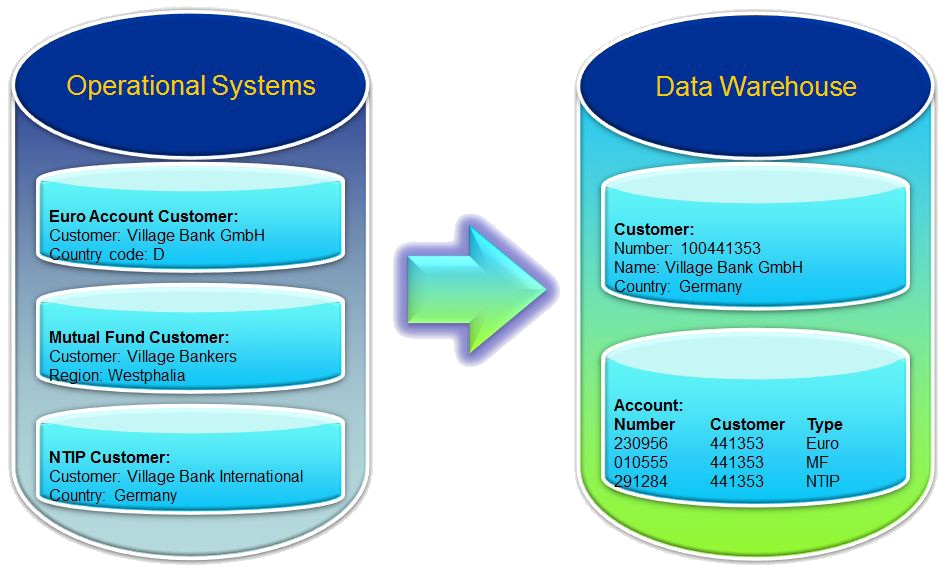 Operational Systems
Euro Account Customer:
Customer: Village Bank GmbH
Country code: D
Mutual Fund Customer:
Customer: Village Bankers
Region: Westphalia
NTIP Customer:
Customer: Village Bank International
Country: Germany
Data Warehouse
Customer:
Number: 100441353
Name: Village Bank GmbH
Country: Germany
Account:
Number Customer Type
230956 441353 Euro
010555 441353 MF
291284 441353 NTIP